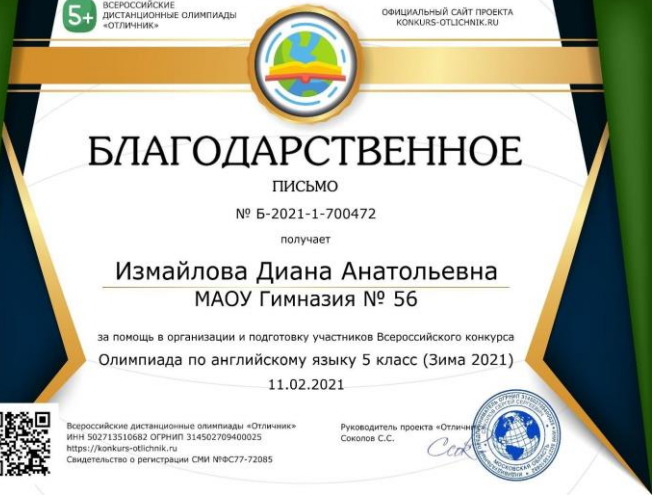 5+
ВСЕРОССИЙСКИЕ
ДИСТАНЦИОННЫЕ ОЛИМПИАДЫ
«ОТЛИЧНИК»
ОФИЦИАЛЬНЫЙ САЙТ ПРОЕКТА
KONKURS-OTLICHNIK.RU
БЛАГОДАРСТВЕННОЕ
ПИСЬМО
№ Б-2021-1-700472
получает
Измайлова Диана Анатольевна
МАОУ Гимназия № 56
за помощь в организации и подготовку участников Всероссийского конкурса
Олимпиада по английскому языку 5 класс (Зима 2021)
11.02.2021
Всероссийские дистанционные олимпиады «Отличник»
ИНН 502713510682 ОГРНИП 314502709400025
https://konkurs-otlichnik.ru
Свидетельство о регистрации СМИ №ФС77-72085
Руководитель проекта «Отличник»
Соколов С.С.
МОСКОВСКАЯ